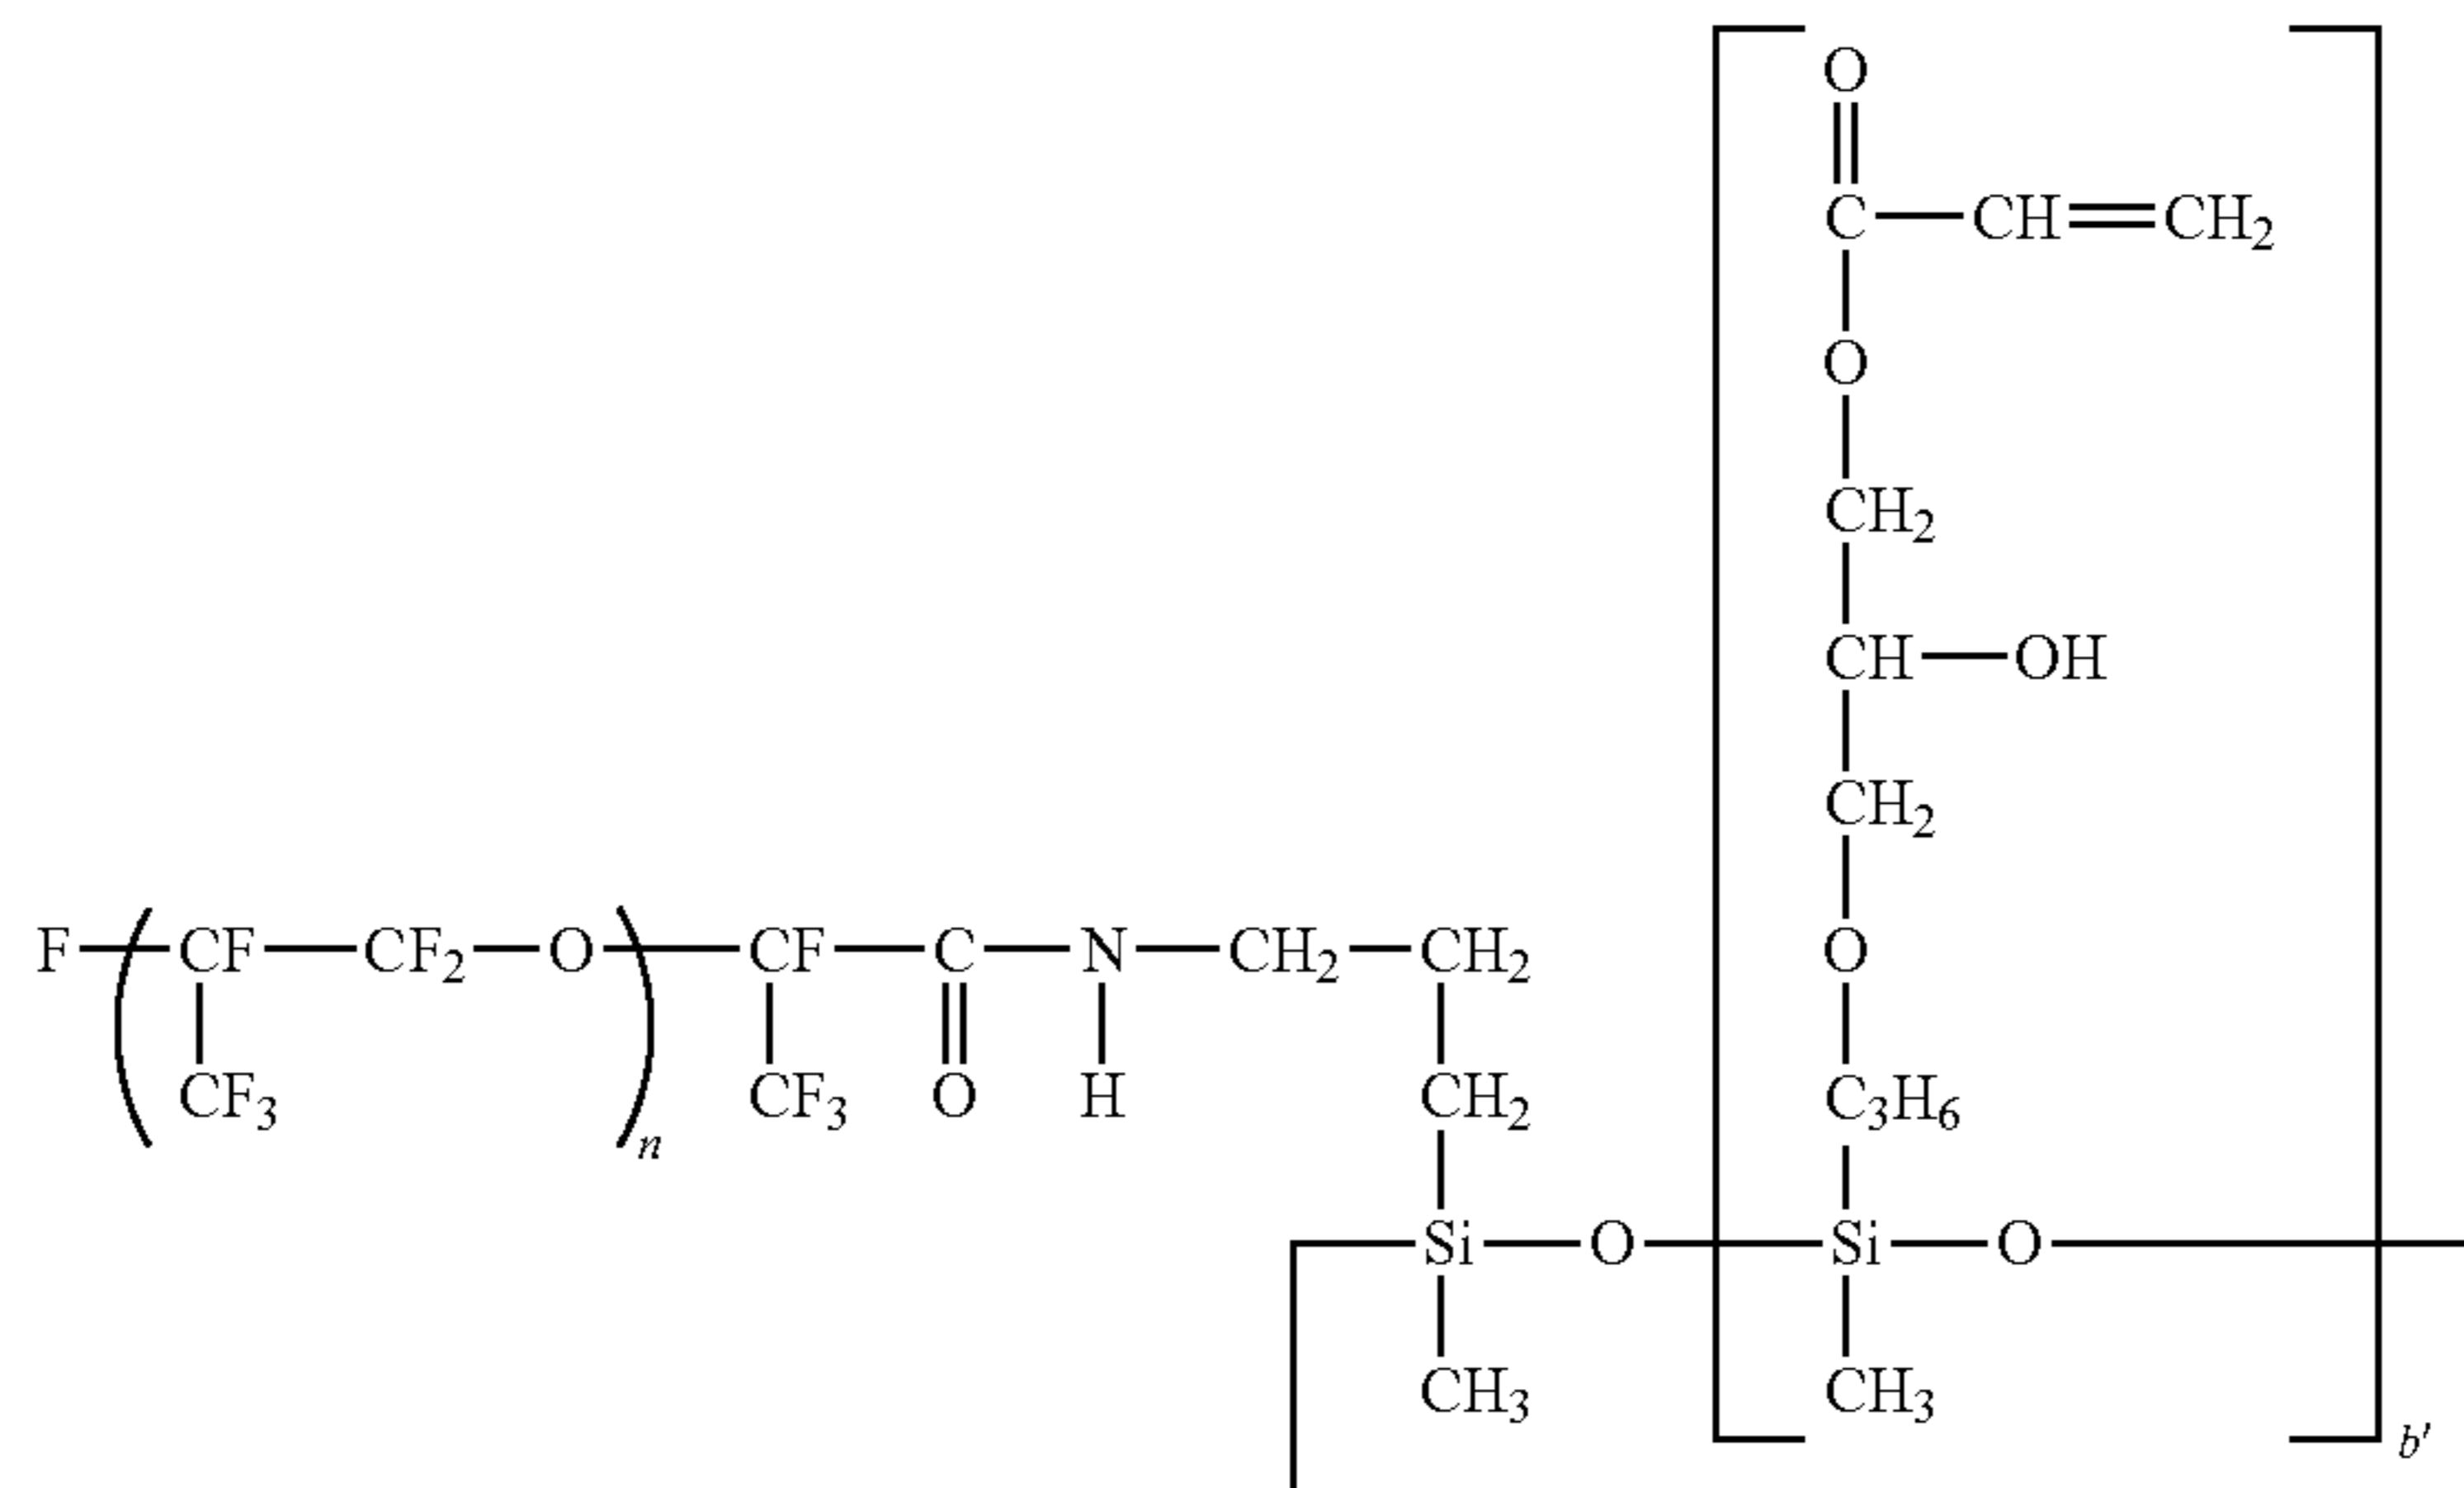 O
C CH CH2
O
CH2
CH OH
CH2
F CF CF2 O CF C N CH2 CH2 O
CF3 n CF3 O H CH2 C3H6
Si O Si O
CH3 CH3 b'